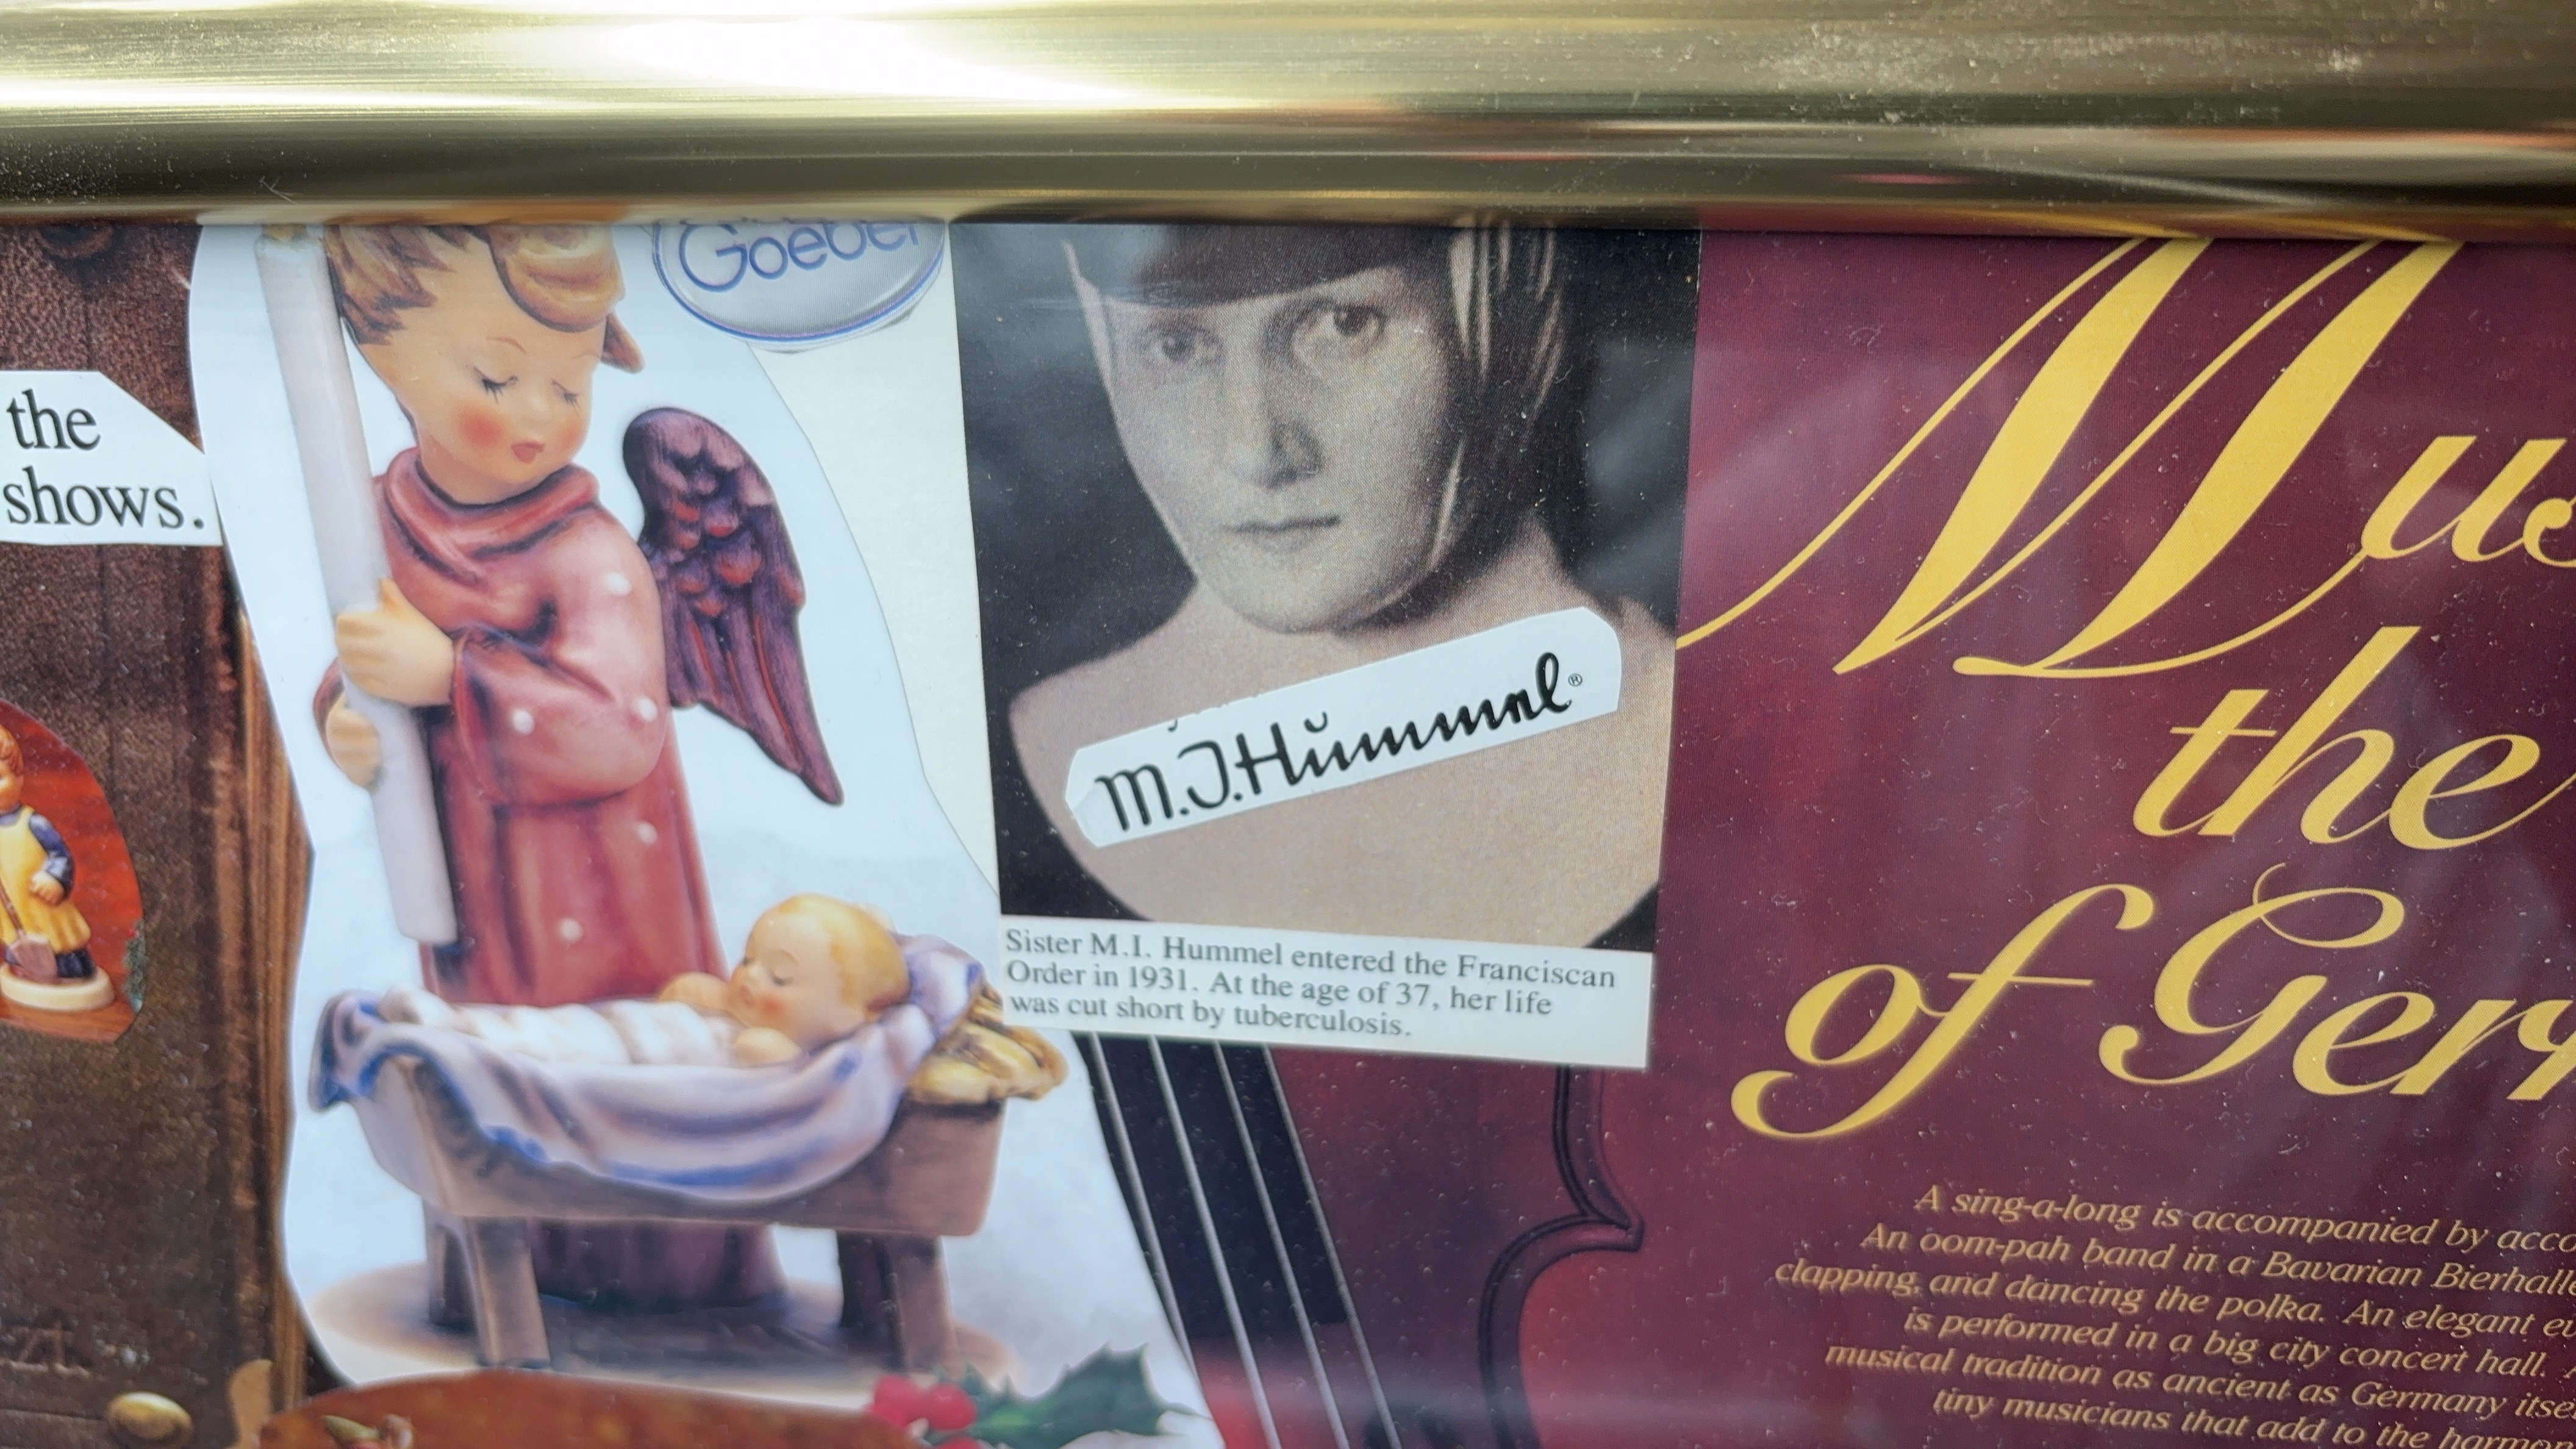 the
shows.
Goebel
M.J.Hummel®
Sister M.I. Hummel entered the Franciscan
Order in 1931. At the age of 37, her life
was cut short by tuberculosis.
Mus
the
of Ger
A sing-a-long is accompanied by acco
An oom-pah band in a Bavarian Bierhalle
clapping, and dancing the polka. An elegant ev
is performed in a big city concert hall.
musical tradition as ancient as Germany itse
tiny musicians that add to the harmon